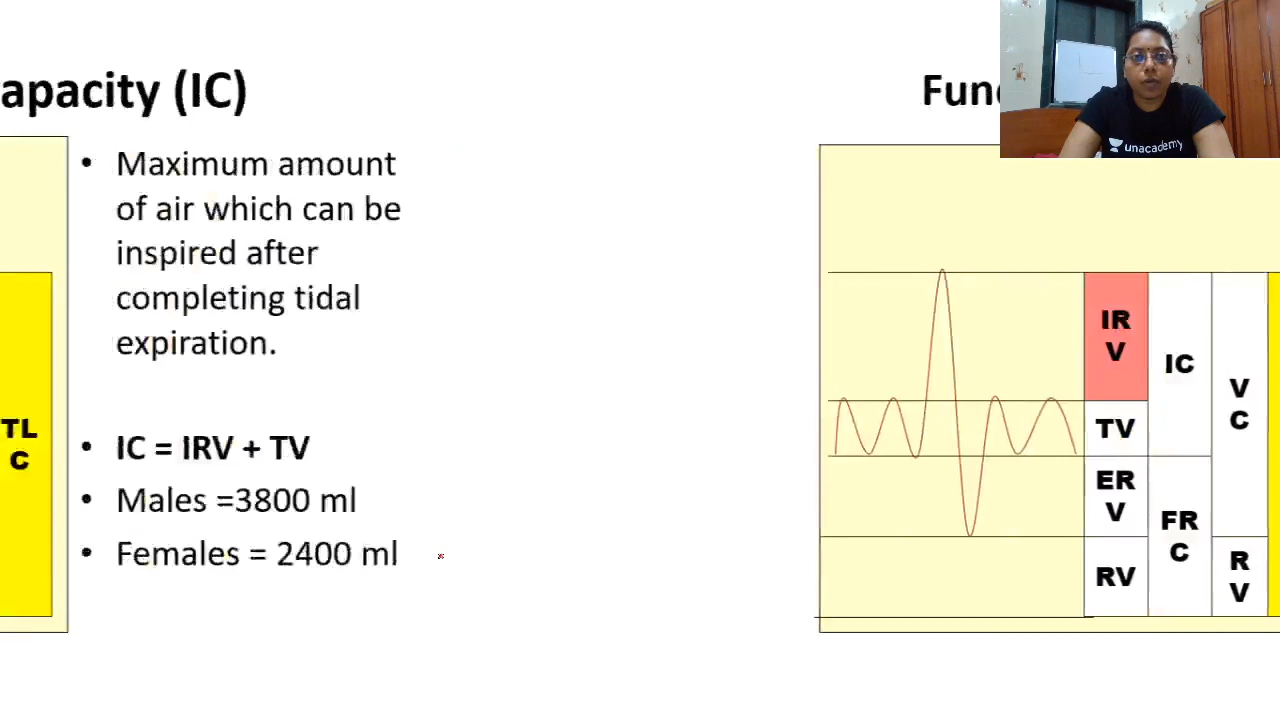 apacity (IC)
• Maximum amount
of air which can be
inspired after
completing tidal
expiration.
• IC = IRV + TV
• Males =3800 ml
• Females = 2400 ml
TL
C
IR
V
IC
V
C
TV
ER
V
FR
C
RV
R
V
unacademy